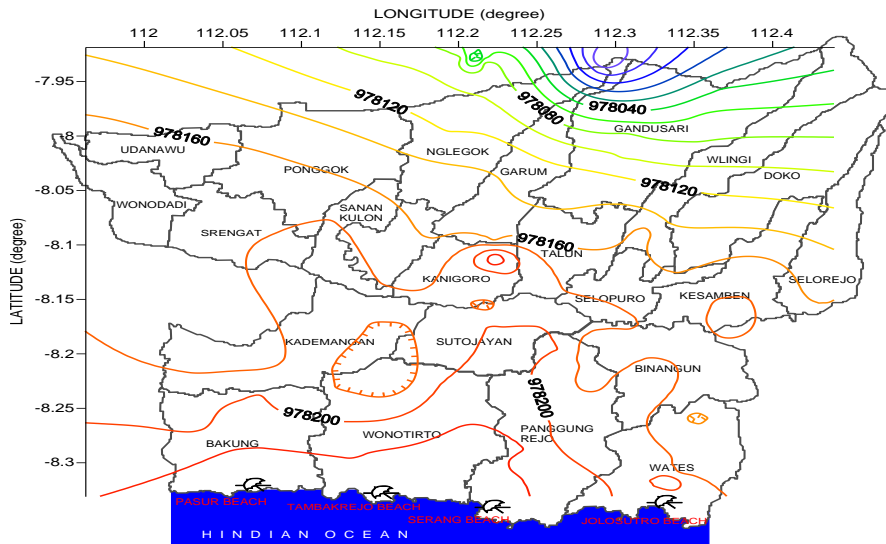 LONGITUDE (degree)
112 112.05 112.1 112.15 112.2 112.25 112.3 112.35 112.4
LATITUDE (degree)
-7.95
-8
-8.05
-8.1
-8.15
-8.2
-8.25
-8.3
978120
978080
978040
978160
GANDUSARI
UDANAWU
NGLEGOK
WLINGI
PONGGOK
GARUM
DOKO
978120
WONODADI
SANAN
KULON
SRENGAT
978160
TALUN
KANIGORO
SELOREJO
SELOPURO
KESAMBEN
KADEMANGAN
SUTOJAYAN
BINANGUN
978200
978200
BAKUNG
WONOTIRTO
PANGGUNG
REJO
WATES
PASUR BEACH
TAMBAKREJO BEACH
SERANG BEACH
JOLOSUTRO BEACH
HINDIAN OCEAN